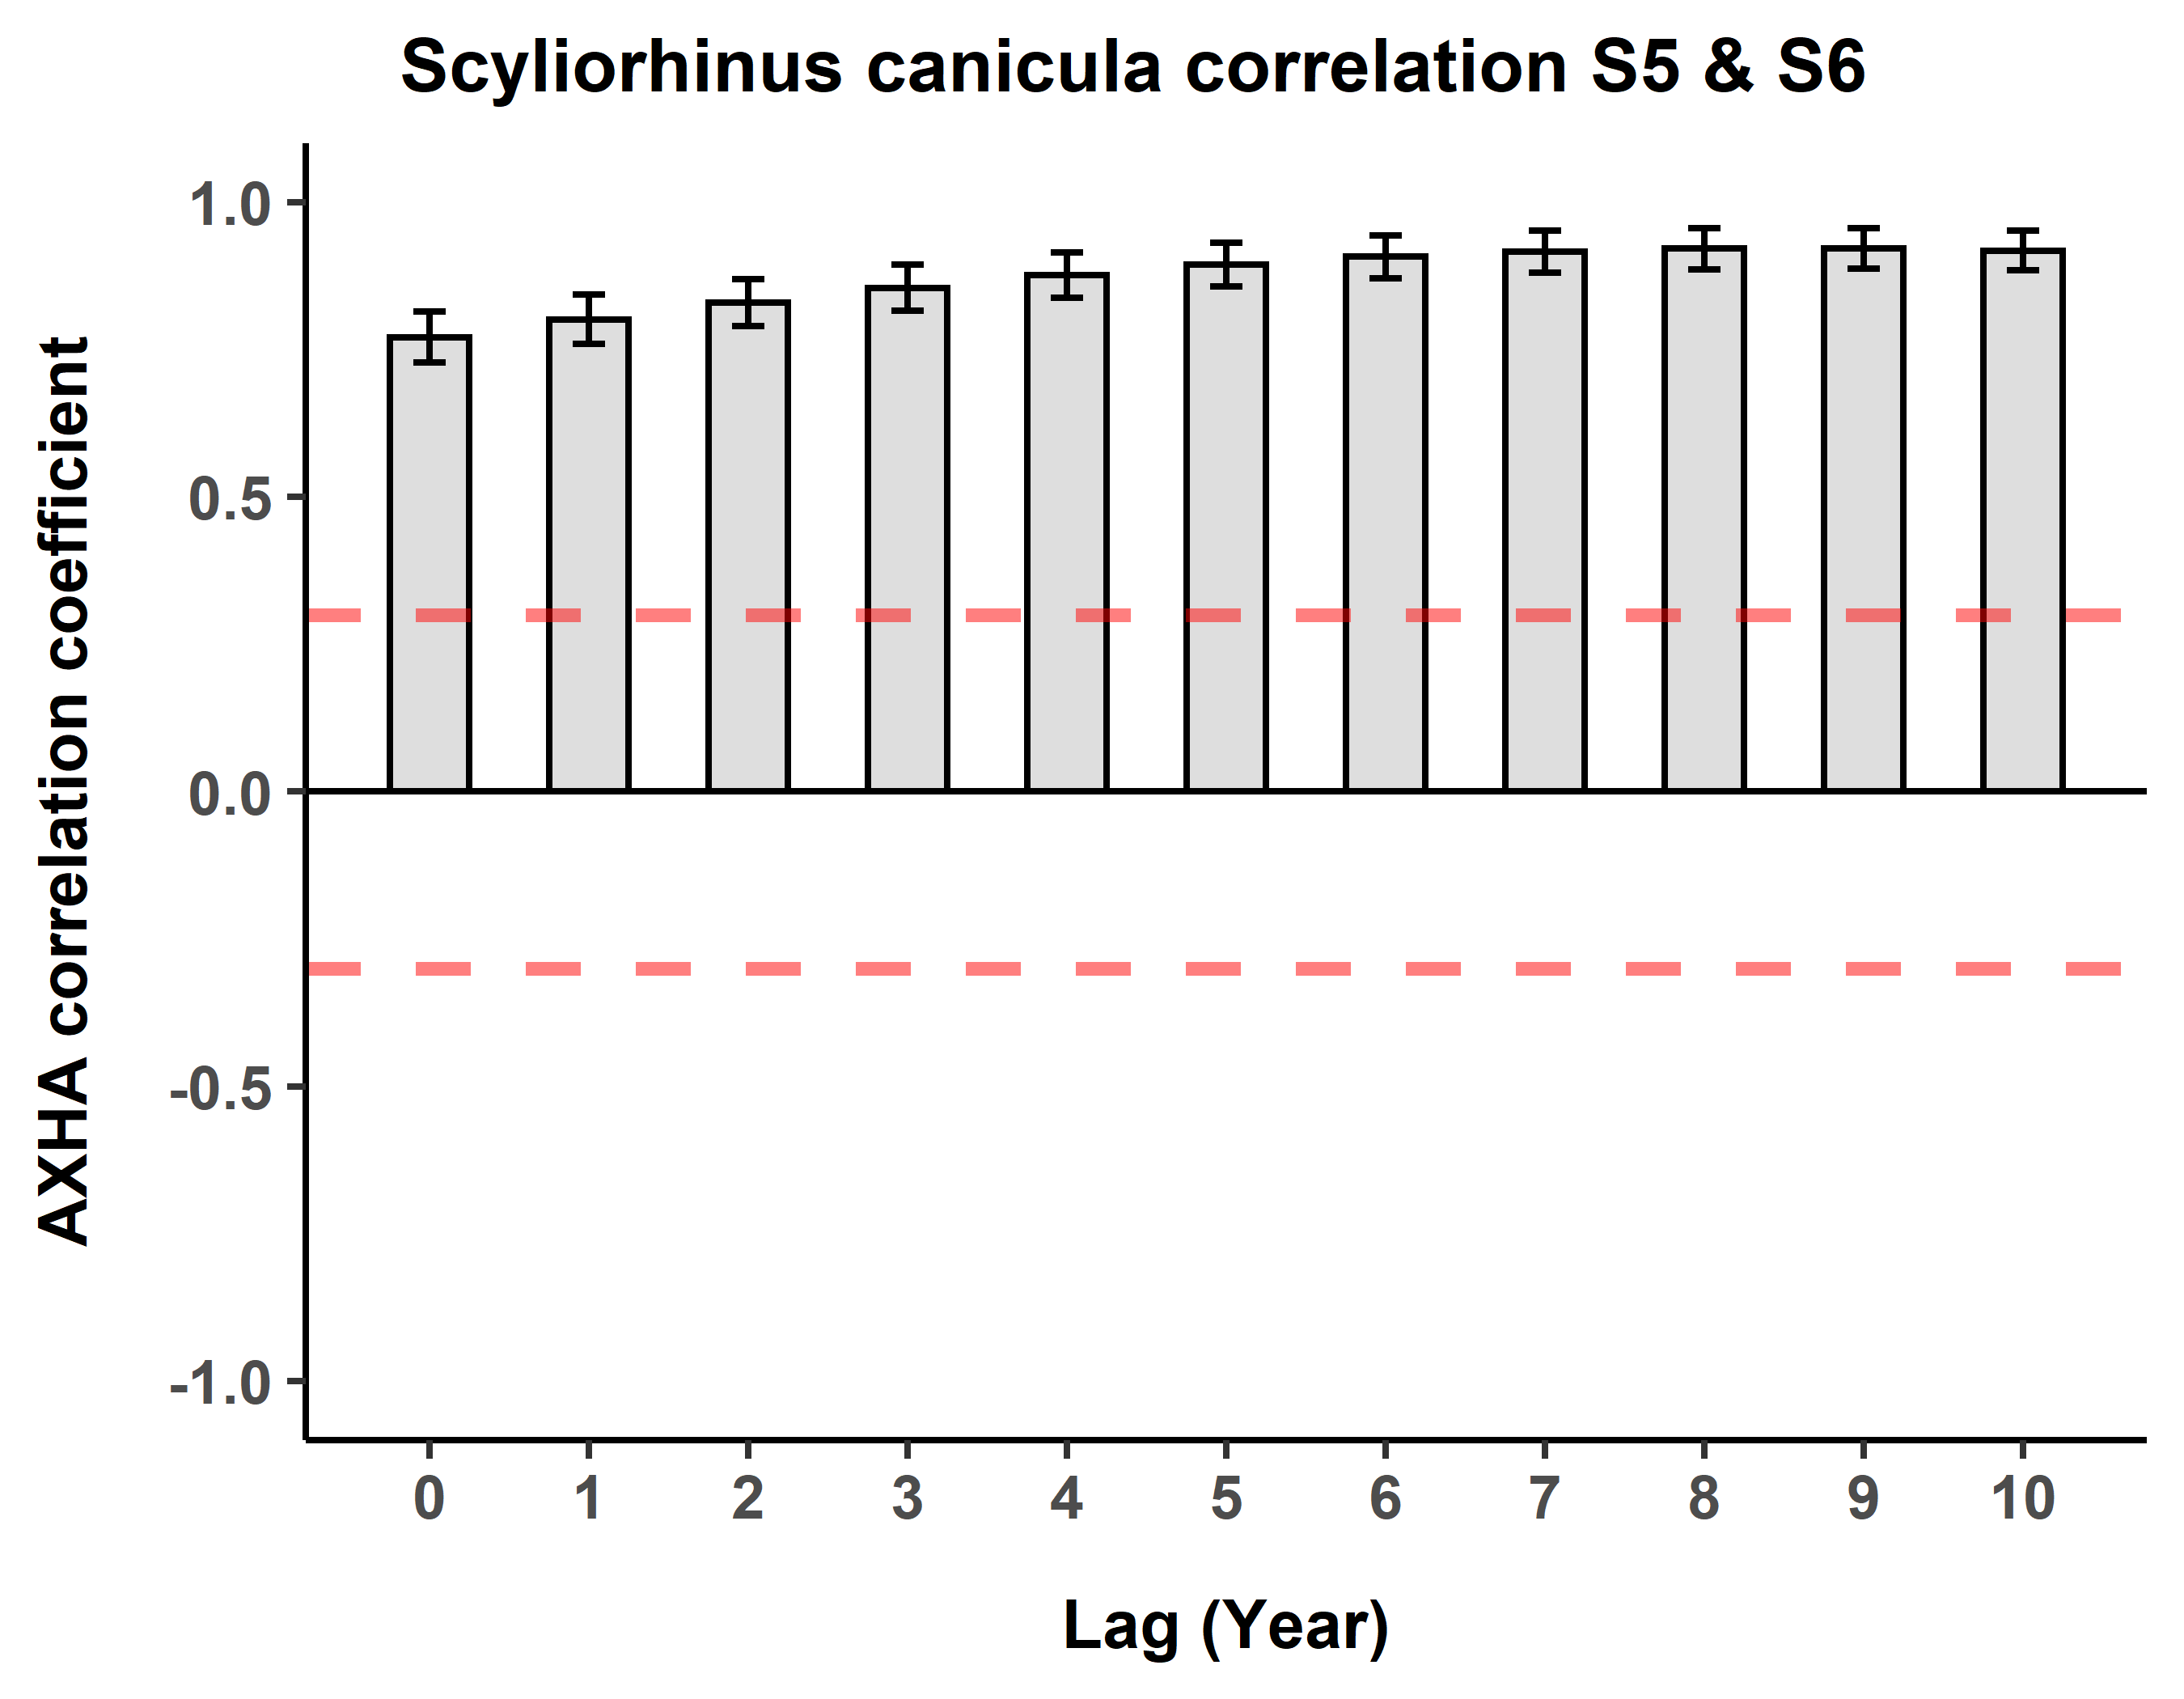 Scyliorhinus canicula correlation S5 & S6
AXHA correlation coefficient
1.0
0.5
0.0
-0.5
-1.0
0 1 2 3 4 5 6 7 8 9 10
Lag (Year)